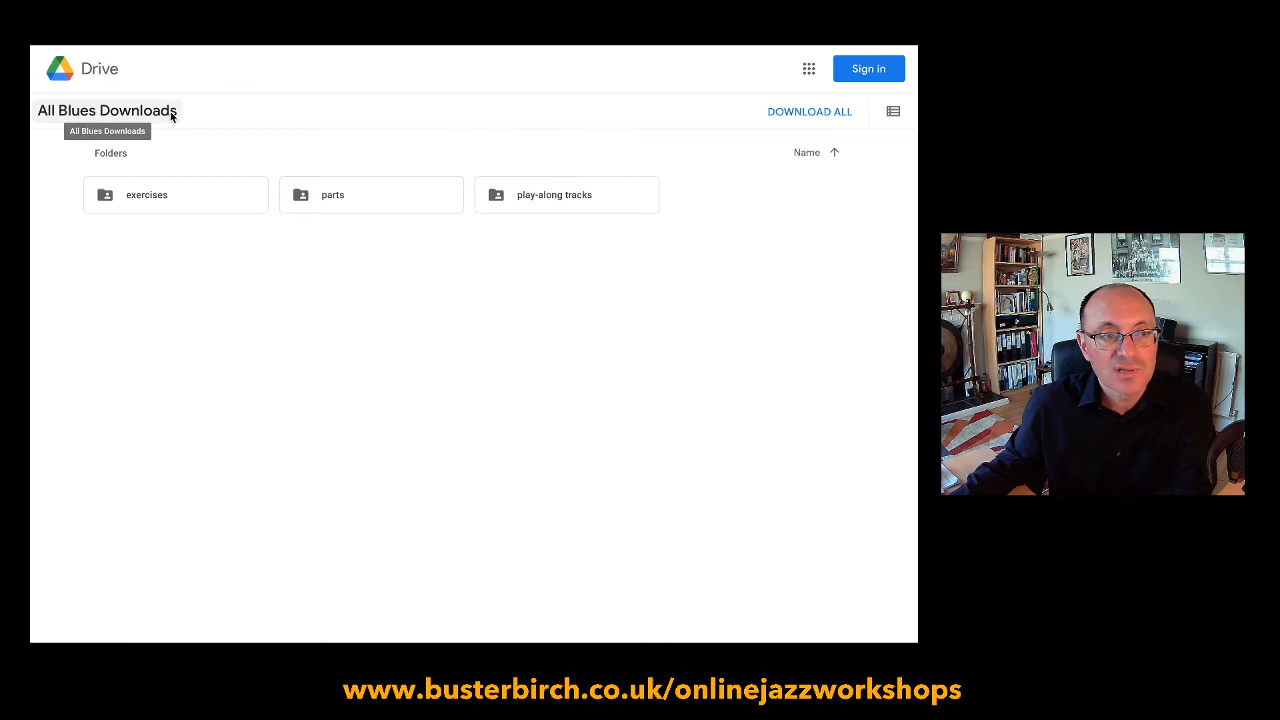 Drive
Sign in
All Blues Downloads
DOWNLOAD ALL
All Blues Downloads
Folders
Name
exercises
parts
play-along tracks
www.busterbirch.co.uk/onlinejazzworkshops